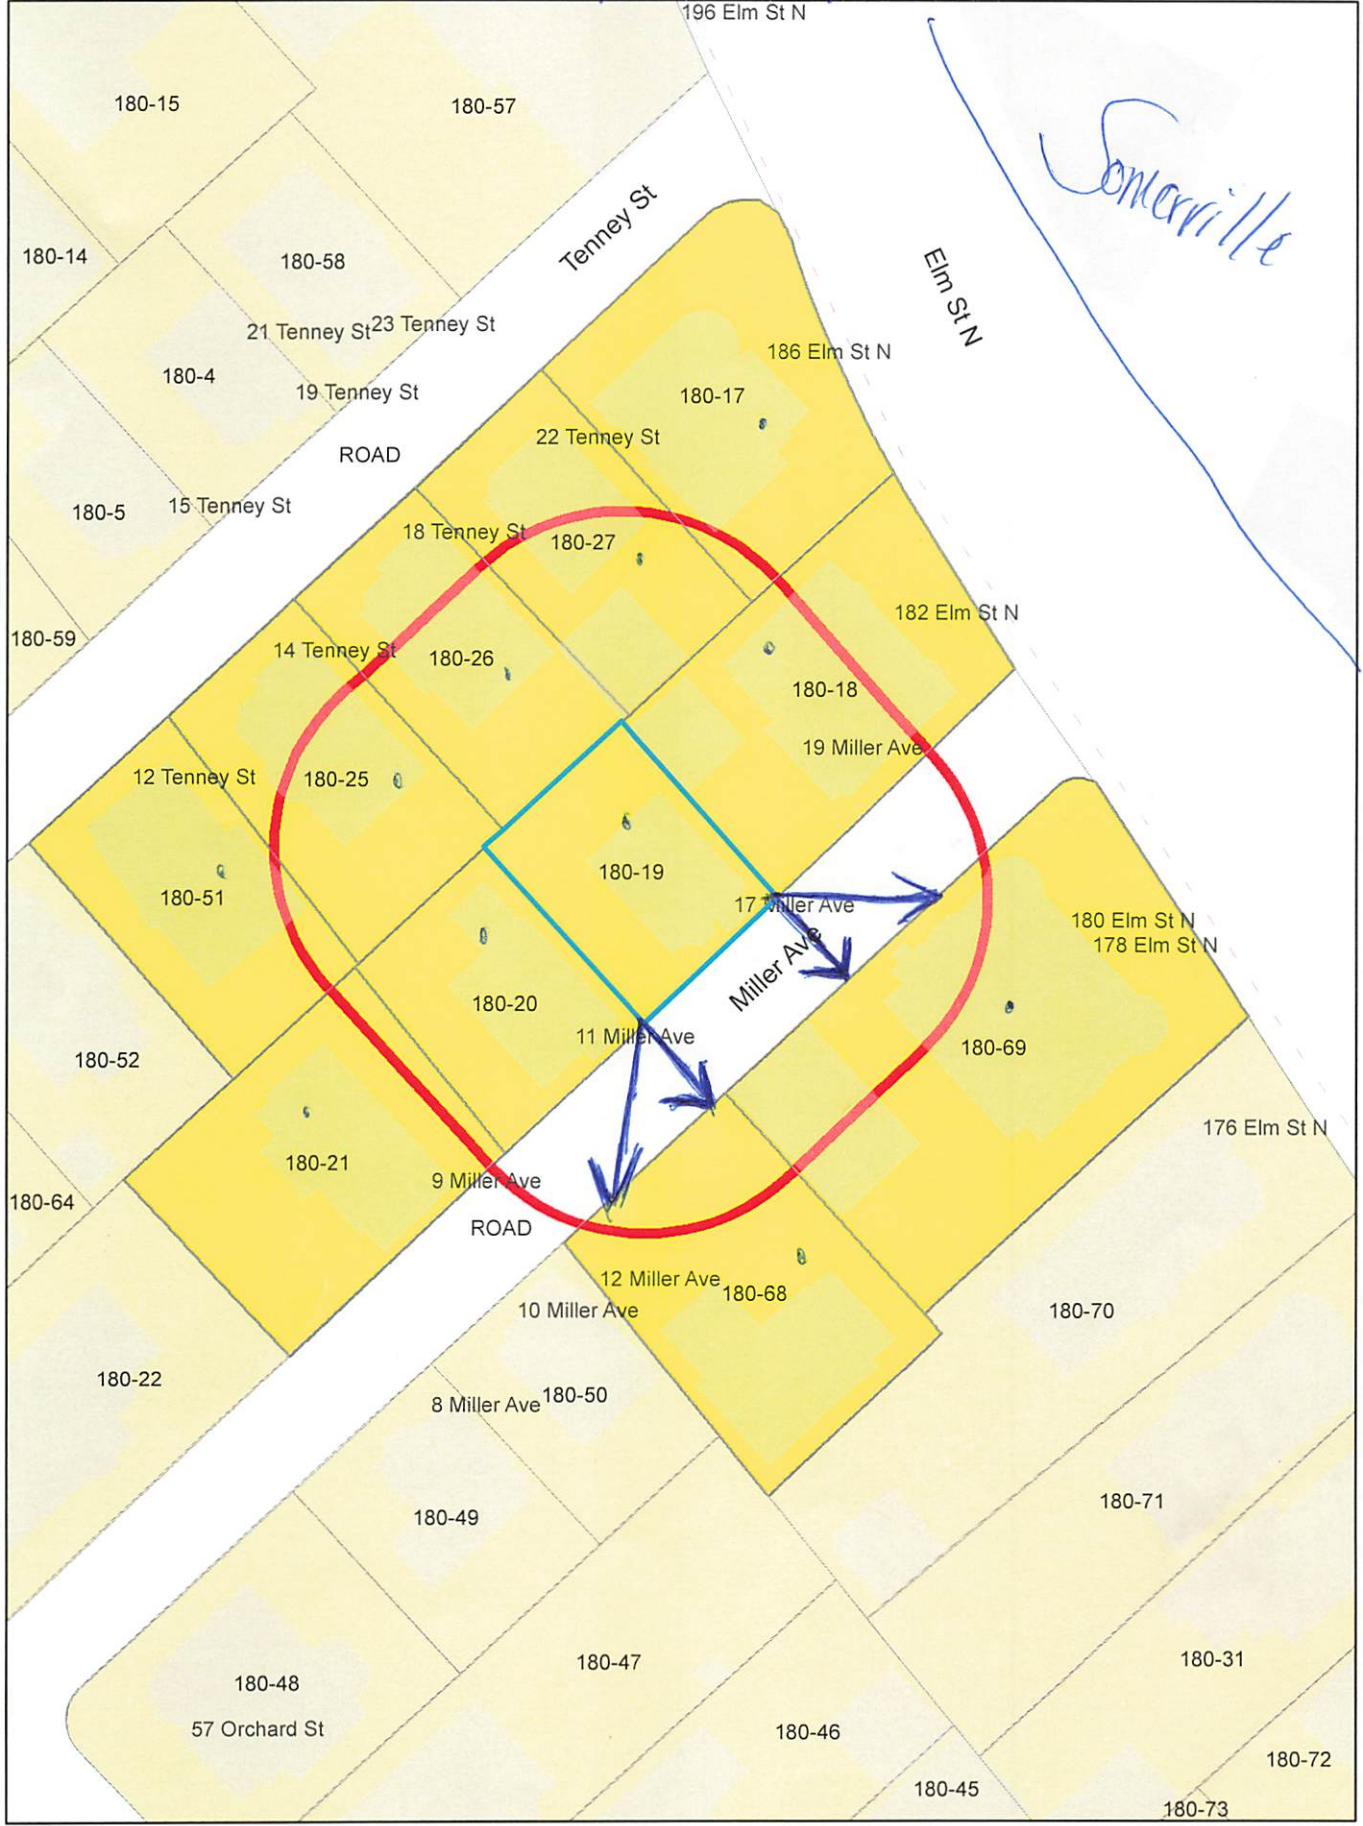 196 Elm St N
180-15
180-57
Somerville
Tenney St
180-14
180-58
Elm St N
21 Tenney St
23 Tenney St
186 Elm St N
180-4
19 Tenney St
180-17
22 Tenney St
ROAD
180-5
15 Tenney St
18 Tenney St
180-27
182 Elm St N
180-59
14 Tenney St
180-26
180-18
19 Miller Ave
12 Tenney St
180-25
180-19
180-51
17 Miller Ave
180 Elm St N
178 Elm St N
Miller Ave
180-20
11 Miller Ave
180-69
180-52
176 Elm St N
180-21
9 Miller Ave
180-64
ROAD
12 Miller Ave
180-68
10 Miller Ave
180-70
180-22
180-50
8 Miller Ave
180-71
180-49
180-47
180-31
180-48
57 Orchard St
180-46
180-72
180-45
180-73